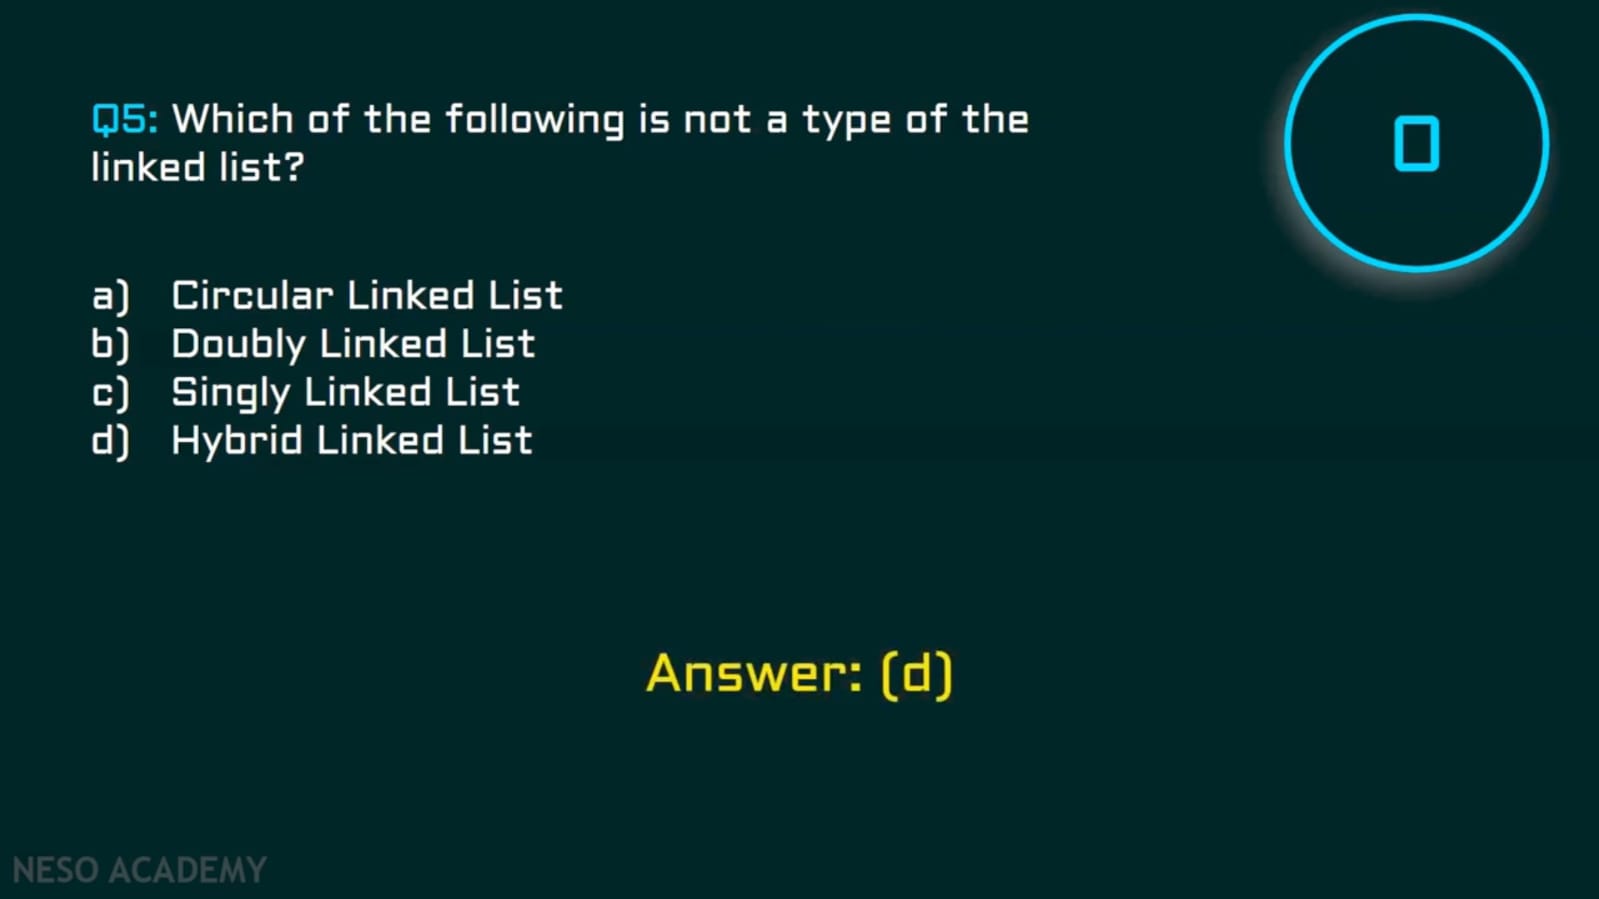 Q5: Which of the following is not a type of the
linked list?
0
a) Circular Linked List
b) Doubly Linked List
c) Singly Linked List
d) Hybrid Linked List
Answer: (d)
NESO ACADEMY